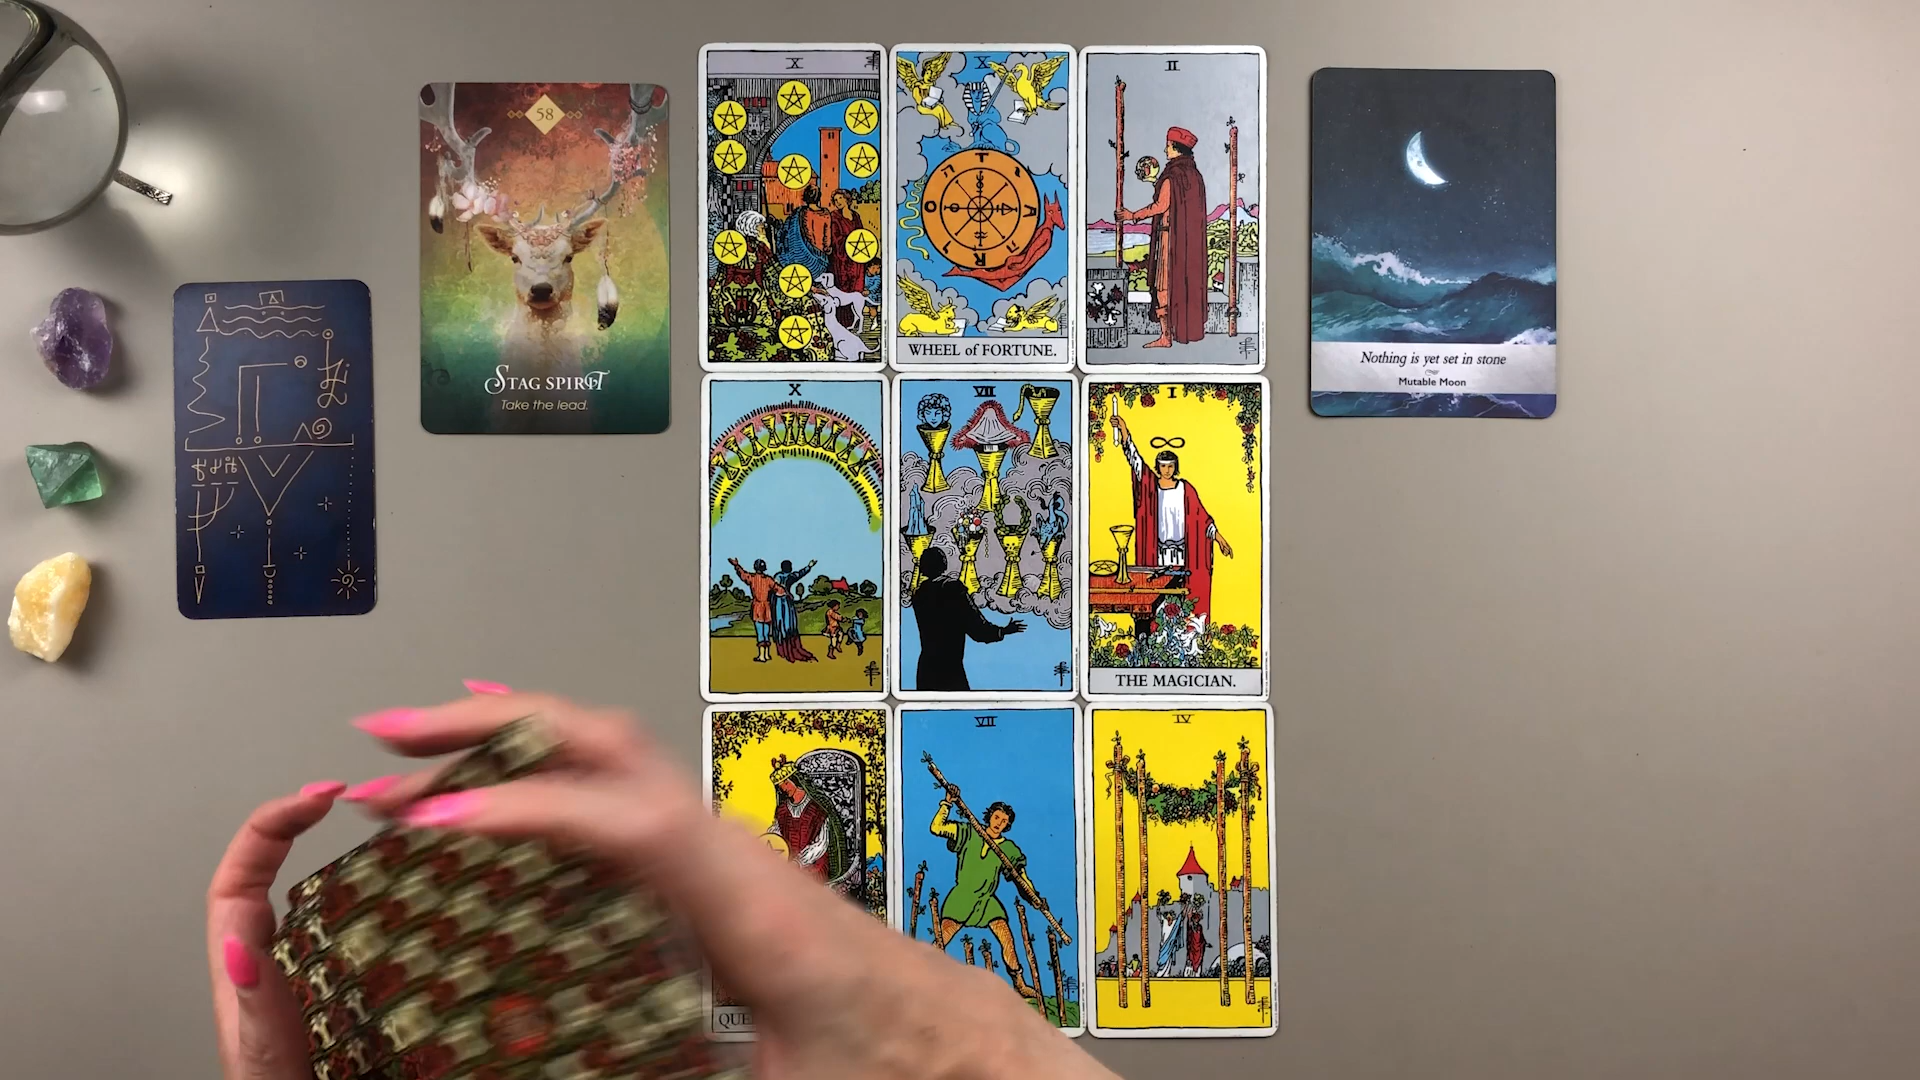 58
STAG SPIRIT
Take the lead.
X
X
WHEEL of FORTUNE.
II
Nothing is yet set in stone
Mutable Moon
X
VII
I
THE MAGICIAN.
VII
IV